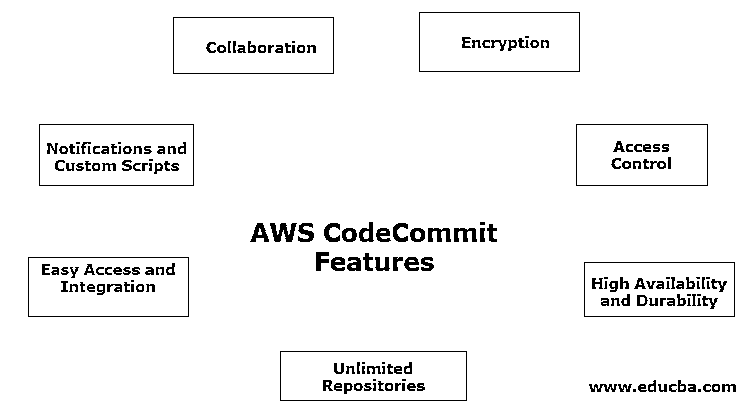 Collaboration
Encryption
Notifications and
Custom Scripts
Access
Control
AWS CodeCommit
Features
Easy Access and
Integration
High Availability
and Durability
Unlimited
Repositories
www.educba.com